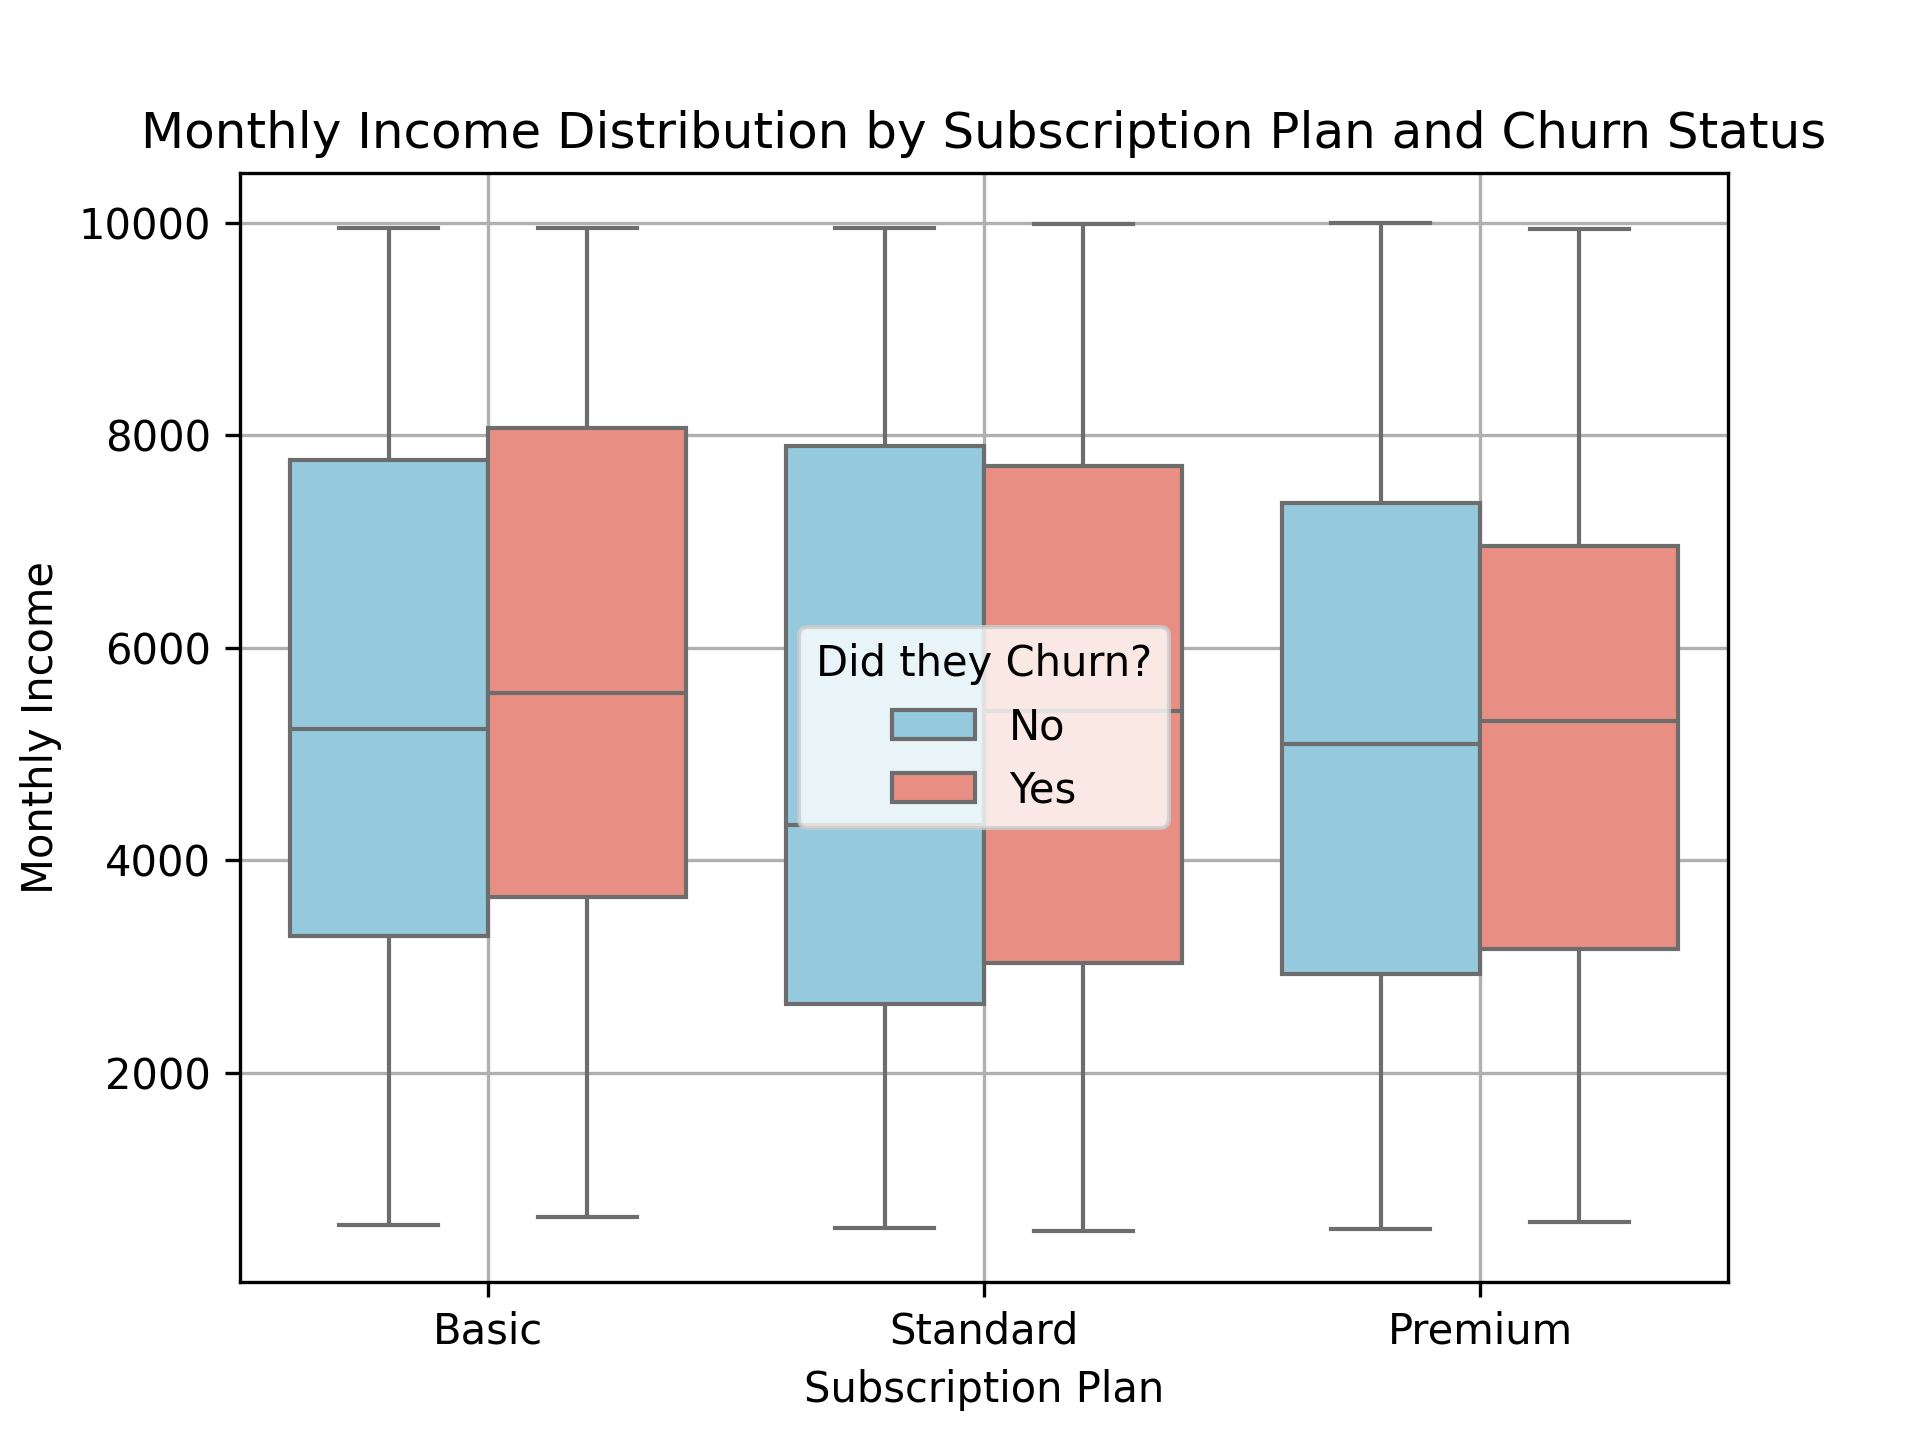 Monthly Income Distribution by Subscription Plan and Churn Status
10000
8000
6000
4000
2000
Monthly Income
Did they Churn?
No
Yes
Basic
Standard
Premium
Subscription Plan